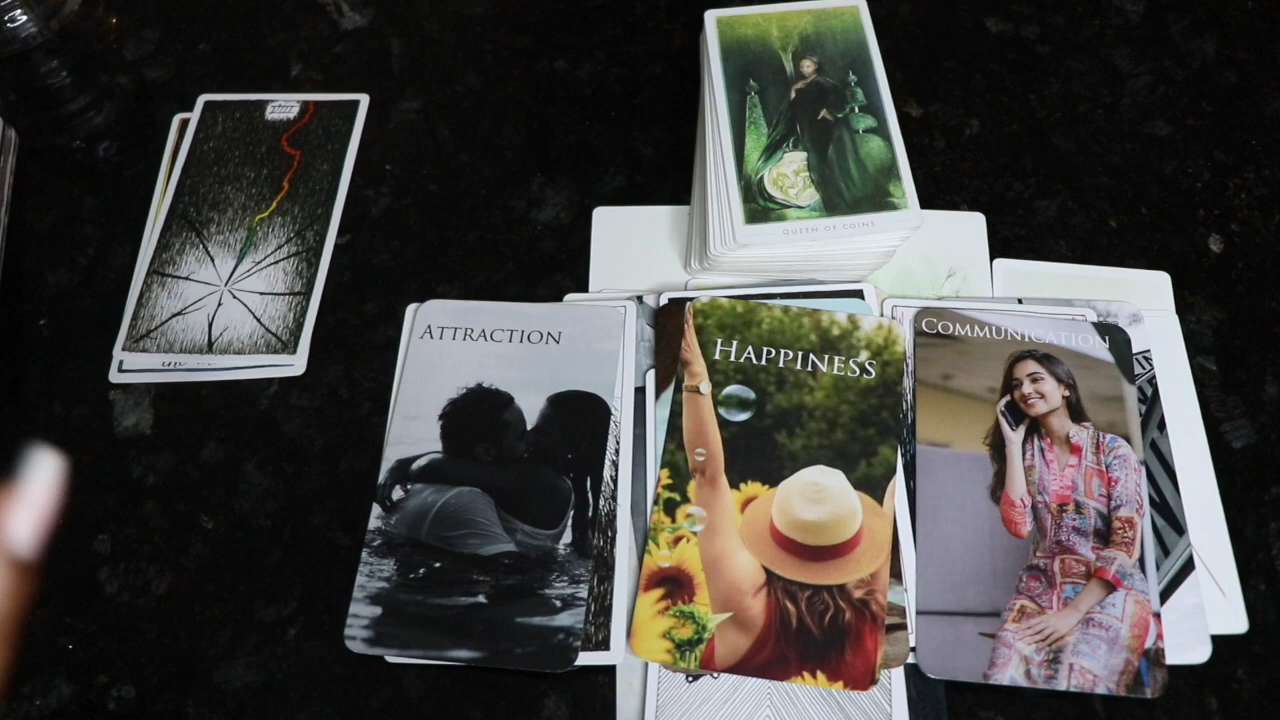 QUEEN OF COINS
ATTRACTION
HAPPINESS
COMMUNICATION